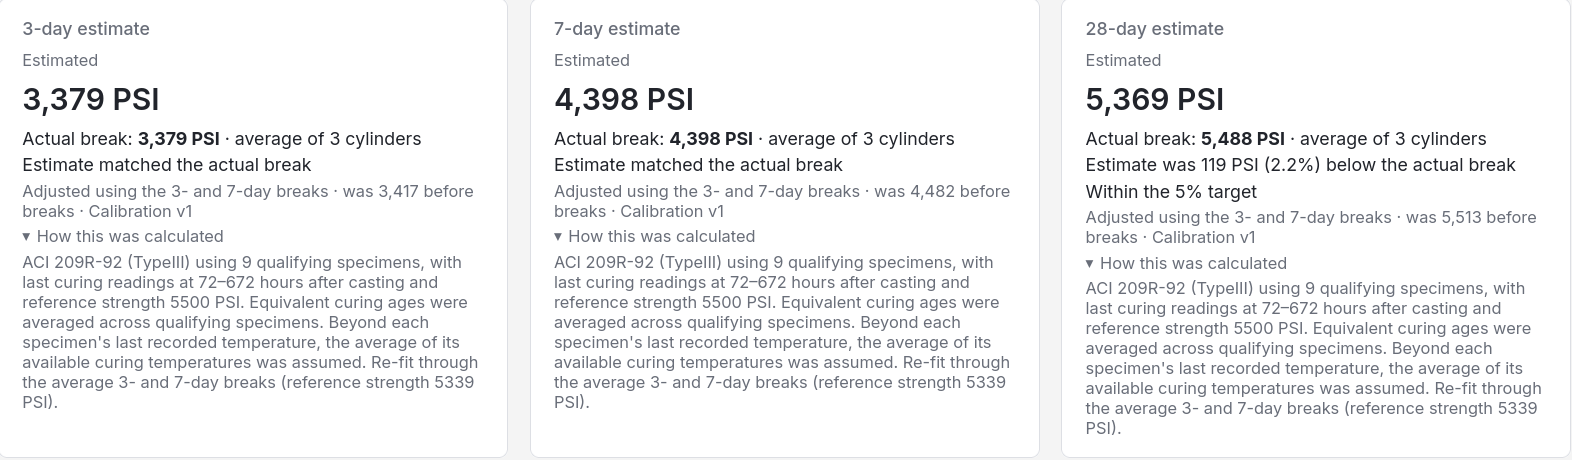 3-day estimate
Estimated
3,379 PSI
Actual break: 3,379 PSI · average of 3 cylinders
Estimate matched the actual break
Adjusted using the 3- and 7-day breaks · was 3,417 before
breaks · Calibration v1
▾ How this was calculated
ACI 209R-92 (TypeIII) using 9 qualifying specimens, with
last curing readings at 72–672 hours after casting and
reference strength 5500 PSI. Equivalent curing ages were
averaged across qualifying specimens. Beyond each
specimen's last recorded temperature, the average of its
available curing temperatures was assumed. Re-fit through
the average 3- and 7-day breaks (reference strength 5339
PSI).
7-day estimate
Estimated
4,398 PSI
Actual break: 4,398 PSI · average of 3 cylinders
Estimate matched the actual break
Adjusted using the 3- and 7-day breaks · was 4,482 before
breaks · Calibration v1
▾ How this was calculated
ACI 209R-92 (TypeIII) using 9 qualifying specimens, with
last curing readings at 72–672 hours after casting and
reference strength 5500 PSI. Equivalent curing ages were
averaged across qualifying specimens. Beyond each
specimen's last recorded temperature, the average of its
available curing temperatures was assumed. Re-fit through
the average 3- and 7-day breaks (reference strength 5339
PSI).
28-day estimate
Estimated
5,369 PSI
Actual break: 5,488 PSI · average of 3 cylinders
Estimate was 119 PSI (2.2%) below the actual break
Within the 5% target
Adjusted using the 3- and 7-day breaks · was 5,513 before
breaks · Calibration v1
▾ How this was calculated
ACI 209R-92 (TypeIII) using 9 qualifying specimens, with
last curing readings at 72–672 hours after casting and
reference strength 5500 PSI. Equivalent curing ages were
averaged across qualifying specimens. Beyond each
specimen's last recorded temperature, the average of its
available curing temperatures was assumed. Re-fit through
the average 3- and 7-day breaks (reference strength 5339
PSI).